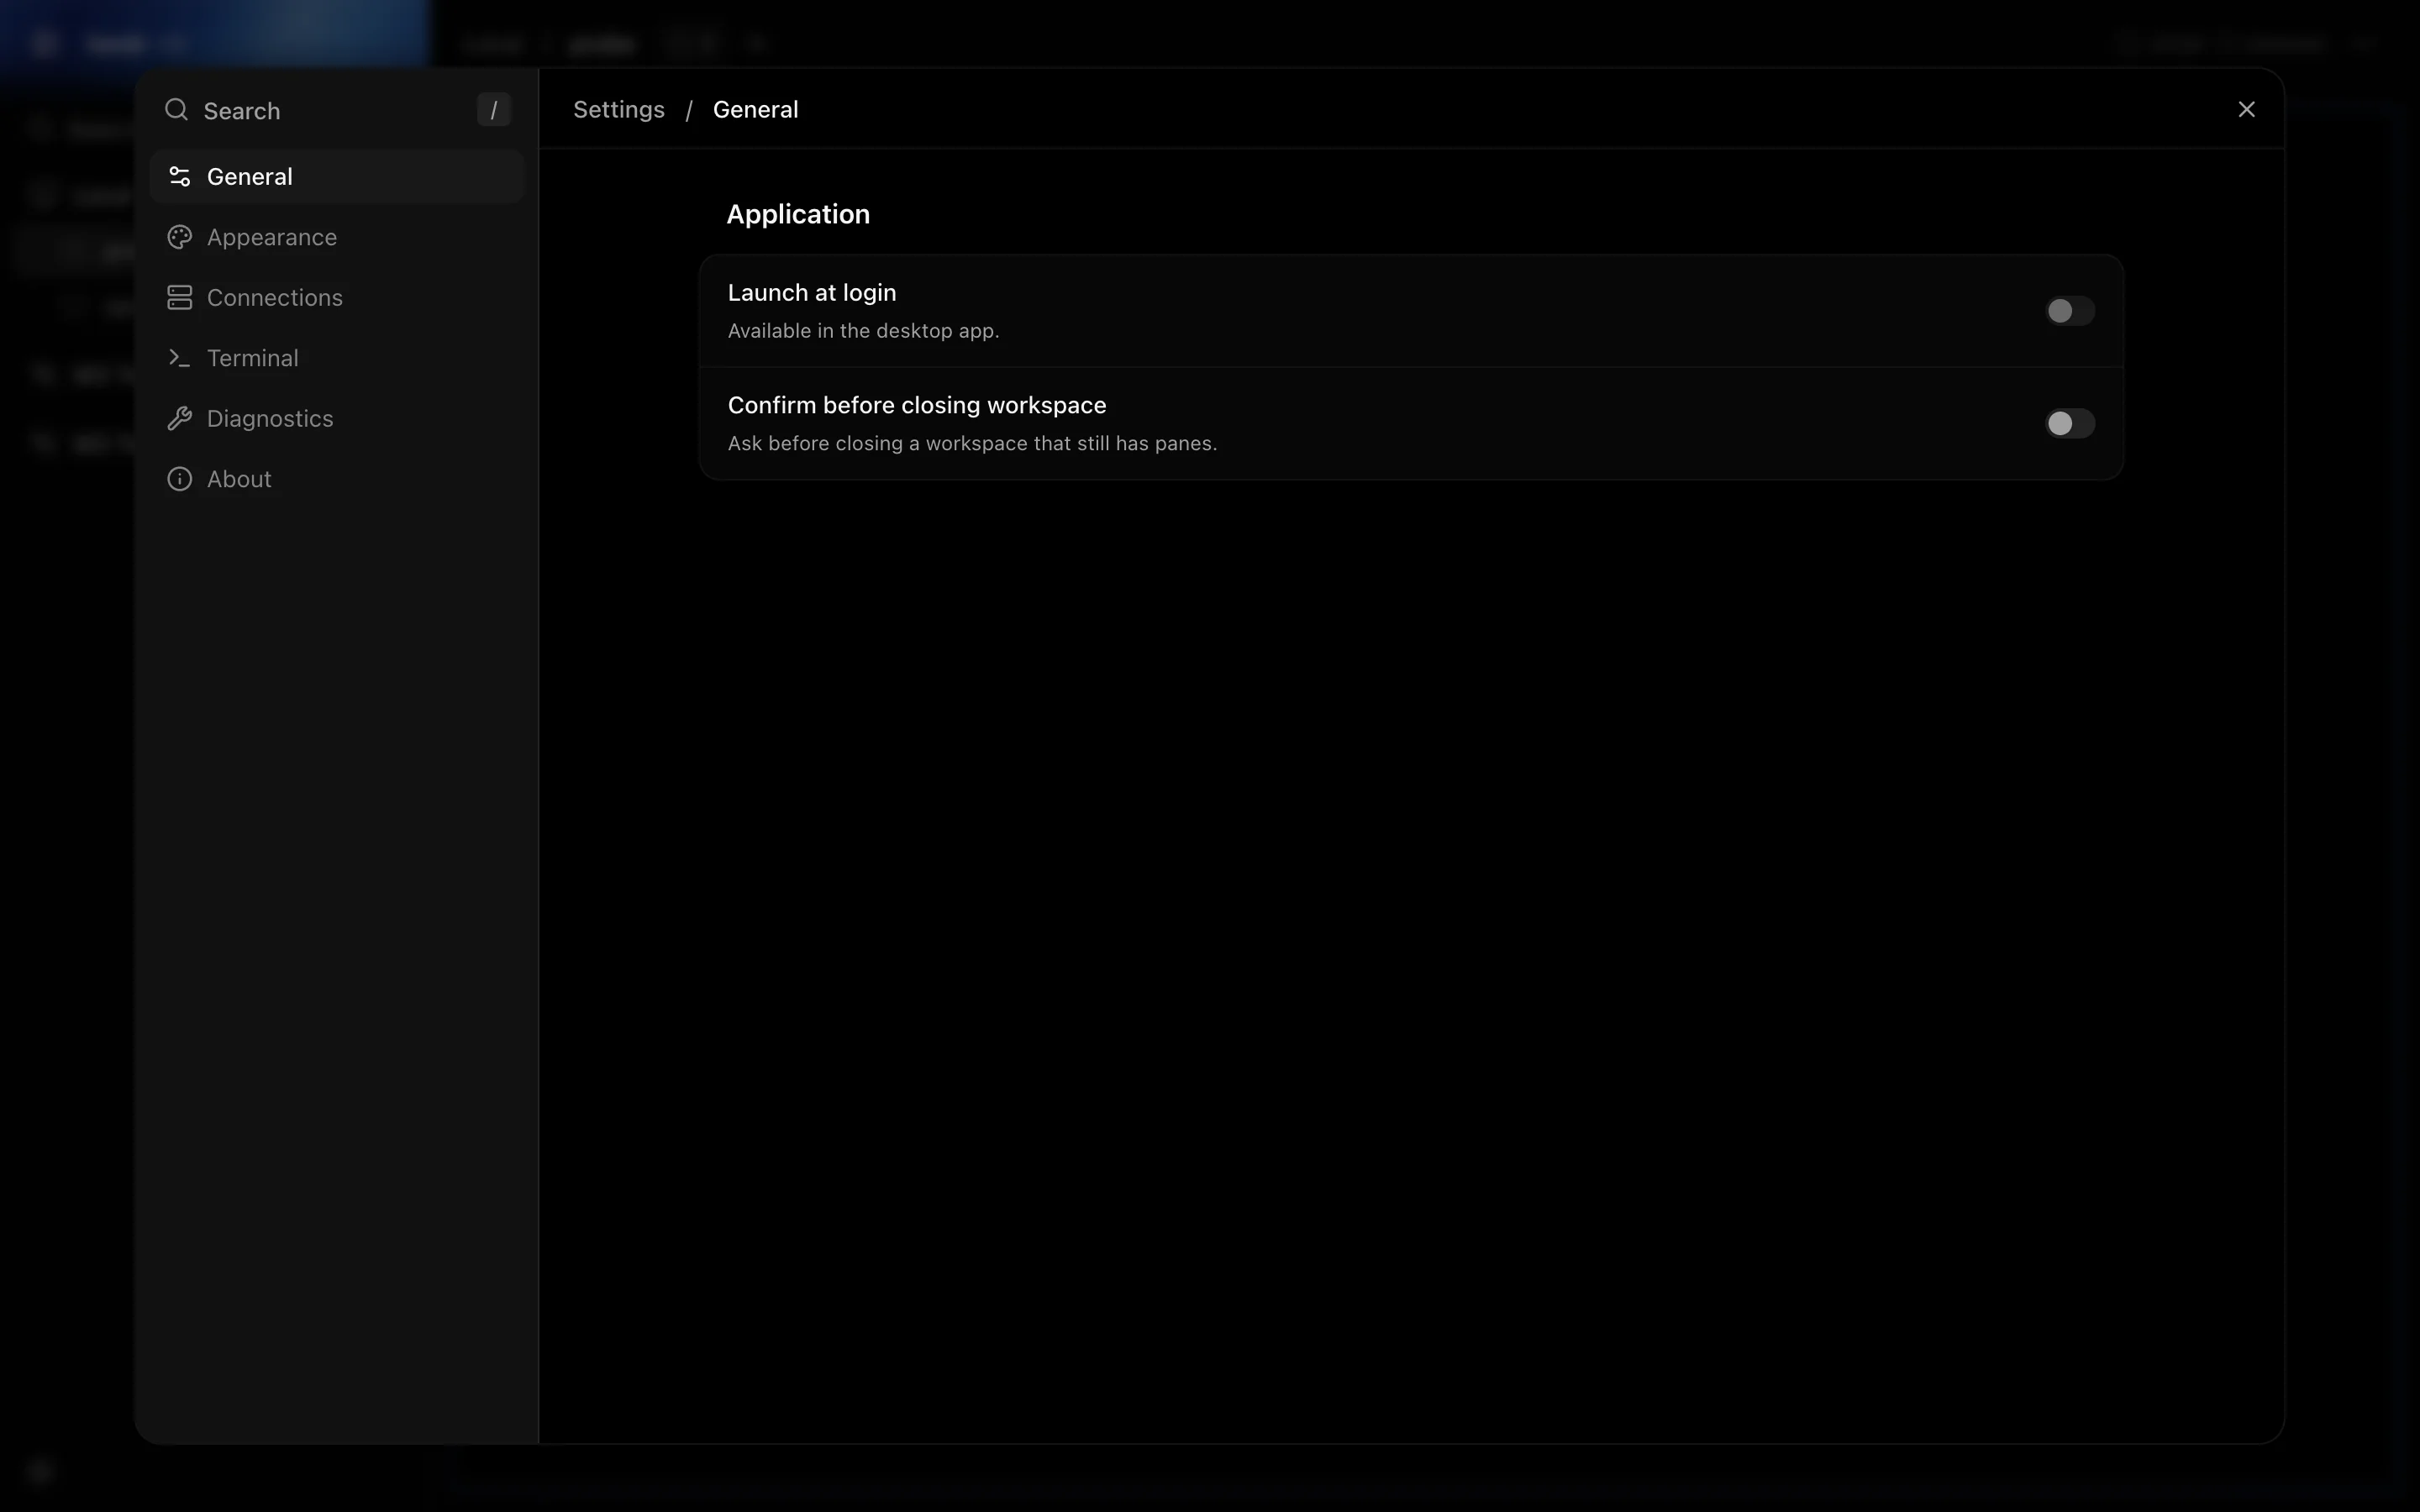 Search /
General
Appearance
Connections
Terminal
Diagnostics
About
Settings / General
Application
Launch at login
Available in the desktop app.
Confirm before closing workspace
Ask before closing a workspace that still has panes.